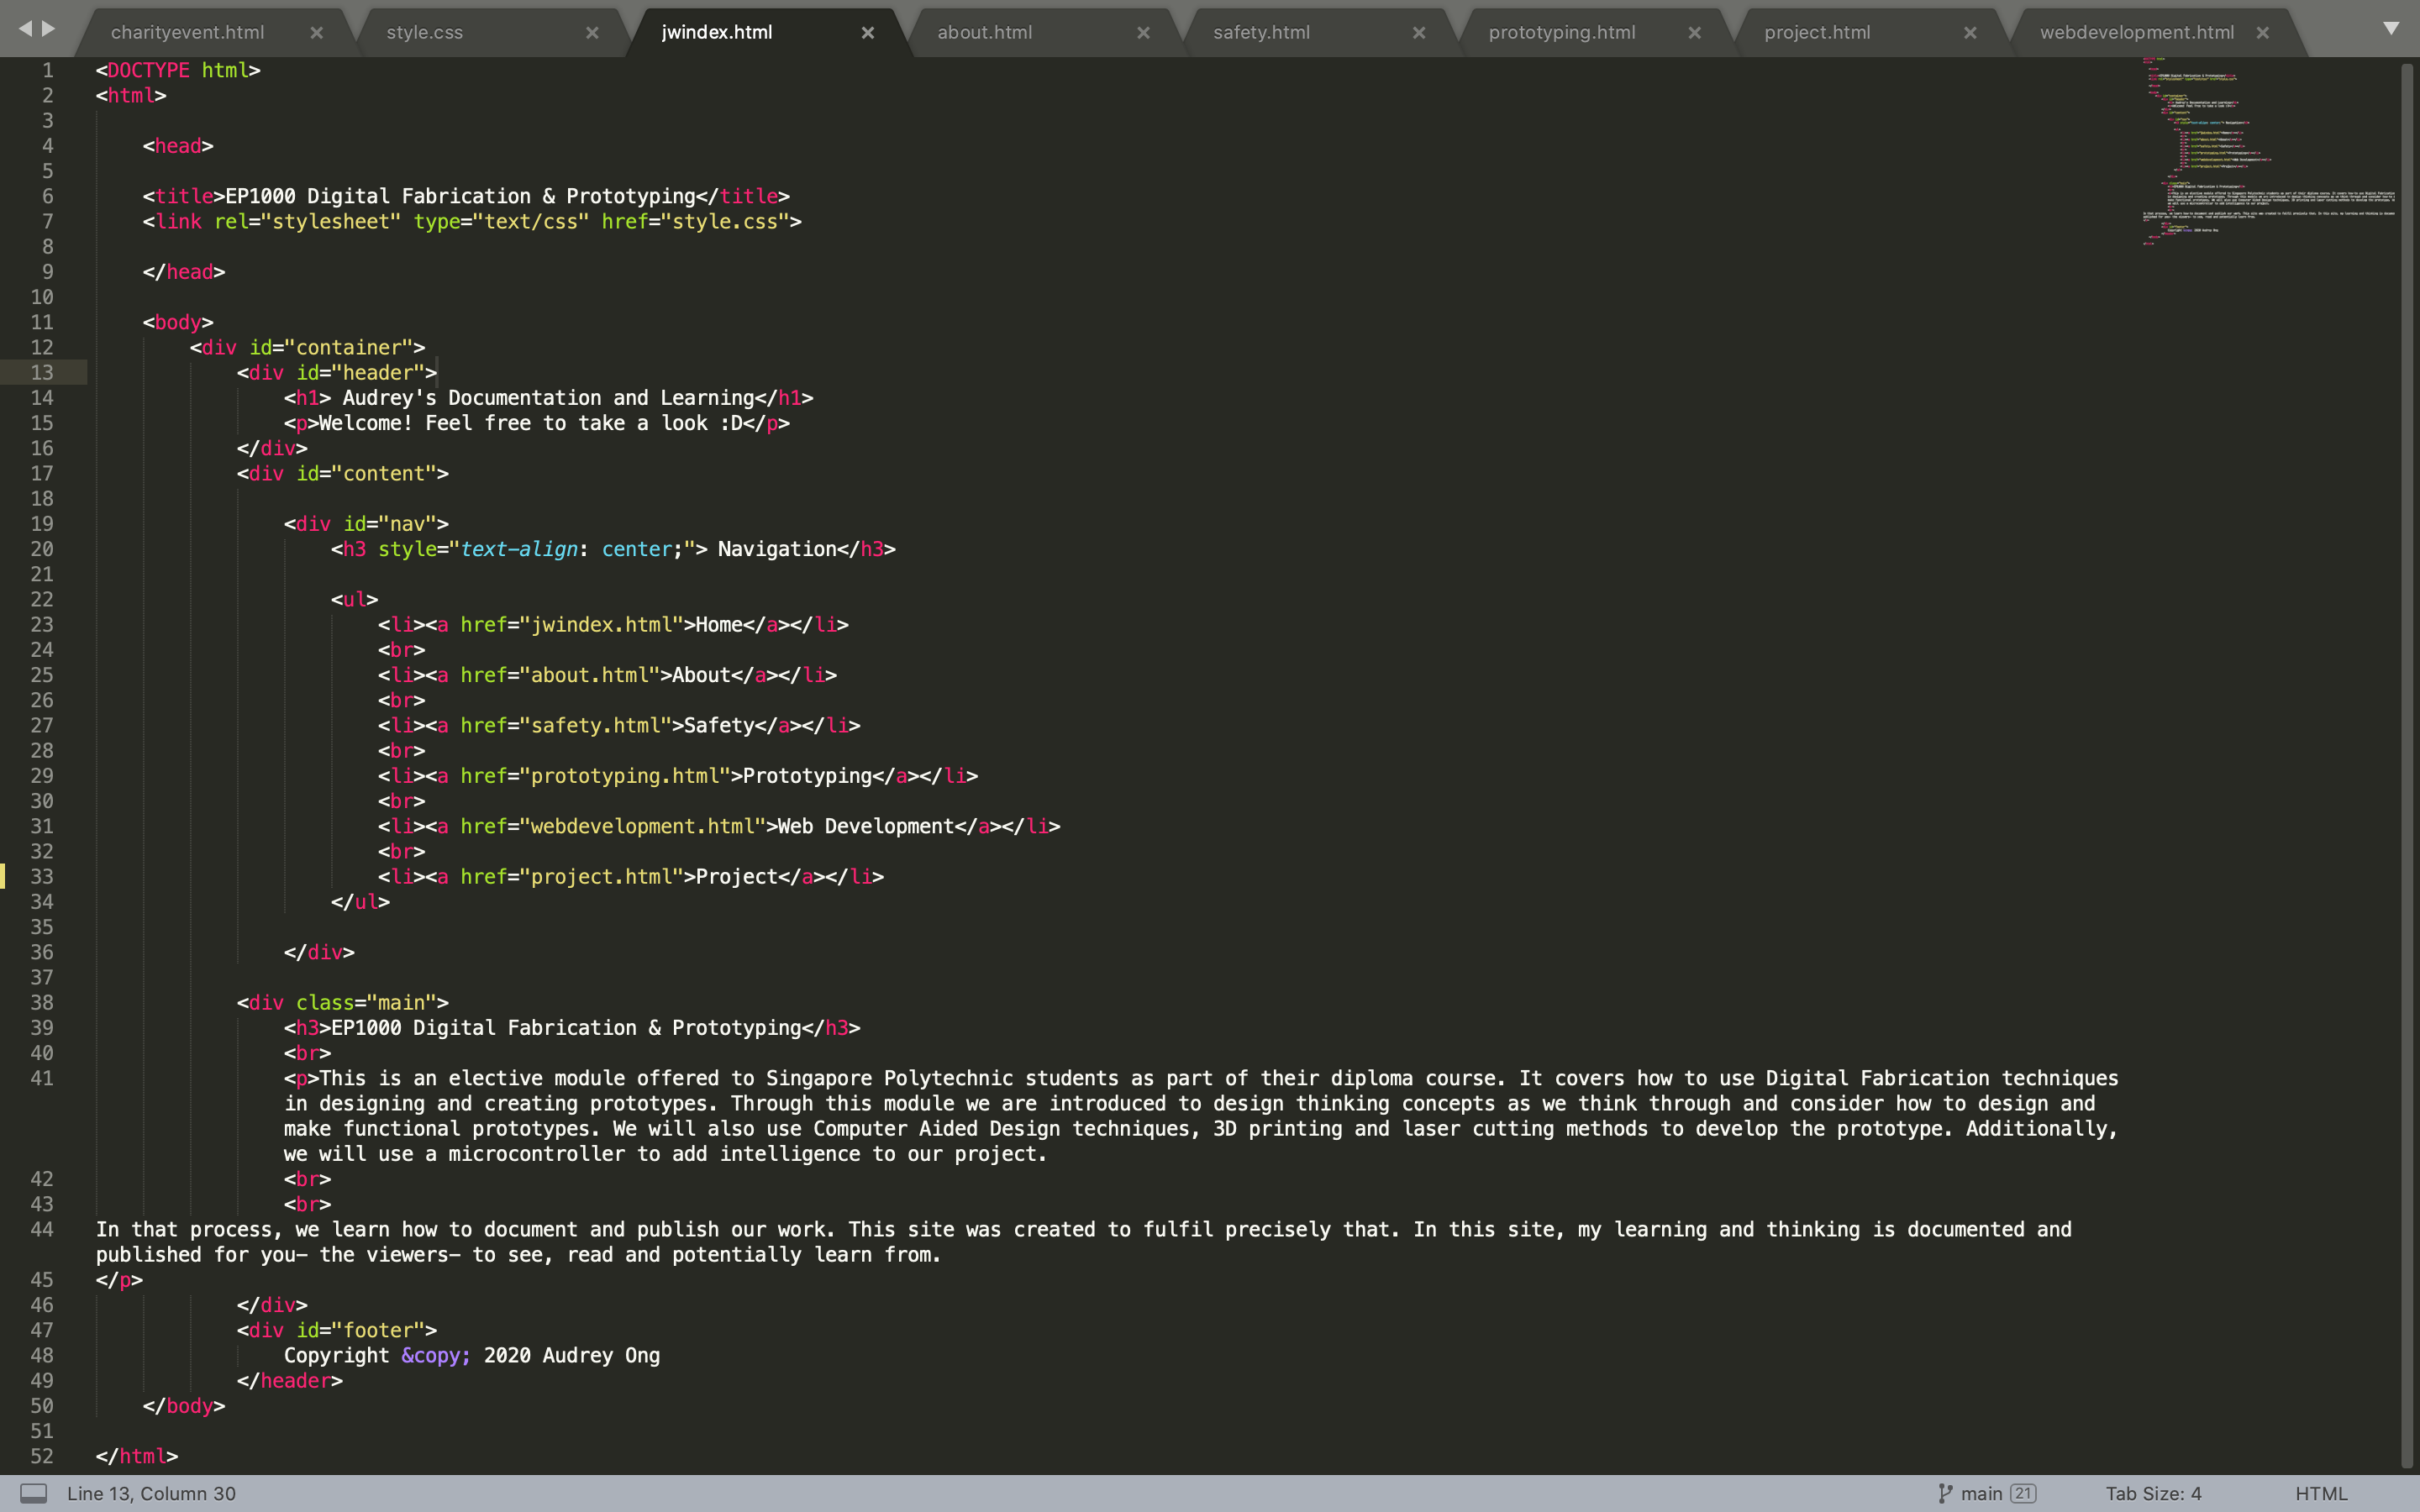 charityevent.html × style.css × jwindex.html × about.html × safety.html × prototyping.html × project.html × webdevelopment.html ×
1 <DOCTYPE html>
2 <html>
3
4 <head>
5
6 <title>EP1000 Digital Fabrication & Prototyping</title>
7 <link rel="stylesheet" type="text/css" href="style.css">
8
9 </head>
10
11 <body>
12 <div id="container">
13 <div id="header">
14 <h1> Audrey's Documentation and Learning</h1>
15 <p>Welcome! Feel free to take a look :D</p>
16 </div>
17 <div id="content">
18
19 <div id="nav">
20 <h3 style="text-align: center;"> Navigation</h3>
21
22 <ul>
23 <li><a href="jwindex.html">Home</a></li>
24 <br>
25 <li><a href="about.html">About</a></li>
26 <br>
27 <li><a href="safety.html">Safety</a></li>
28 <br>
29 <li><a href="prototyping.html">Prototyping</a></li>
30 <br>
31 <li><a href="webdevelopment.html">Web Development</a></li>
32 <br>
33 <li><a href="project.html">Project</a></li>
34 </ul>
35
36 </div>
37
38 <div class="main">
39 <h3>EP1000 Digital Fabrication & Prototyping</h3>
40 <br>
41 <p>This is an elective module offered to Singapore Polytechnic students as part of their diploma course. It covers how to use Digital Fabrication techniques
in designing and creating prototypes. Through this module we are introduced to design thinking concepts as we think through and consider how to design and
make functional prototypes. We will also use Computer Aided Design techniques, 3D printing and laser cutting methods to develop the prototype. Additionally,
we will use a microcontroller to add intelligence to our project.
42 <br>
43 <br>
44 In that process, we learn how to document and publish our work. This site was created to fulfil precisely that. In this site, my learning and thinking is documented and
published for you- the viewers- to see, read and potentially learn from.
45 </p>
46 </div>
47 <div id="footer">
48 Copyright &copy; 2020 Audrey Ong
49 </header>
50 </body>
51
52 </html>
Line 13, Column 30 main 21 Tab Size: 4 HTML